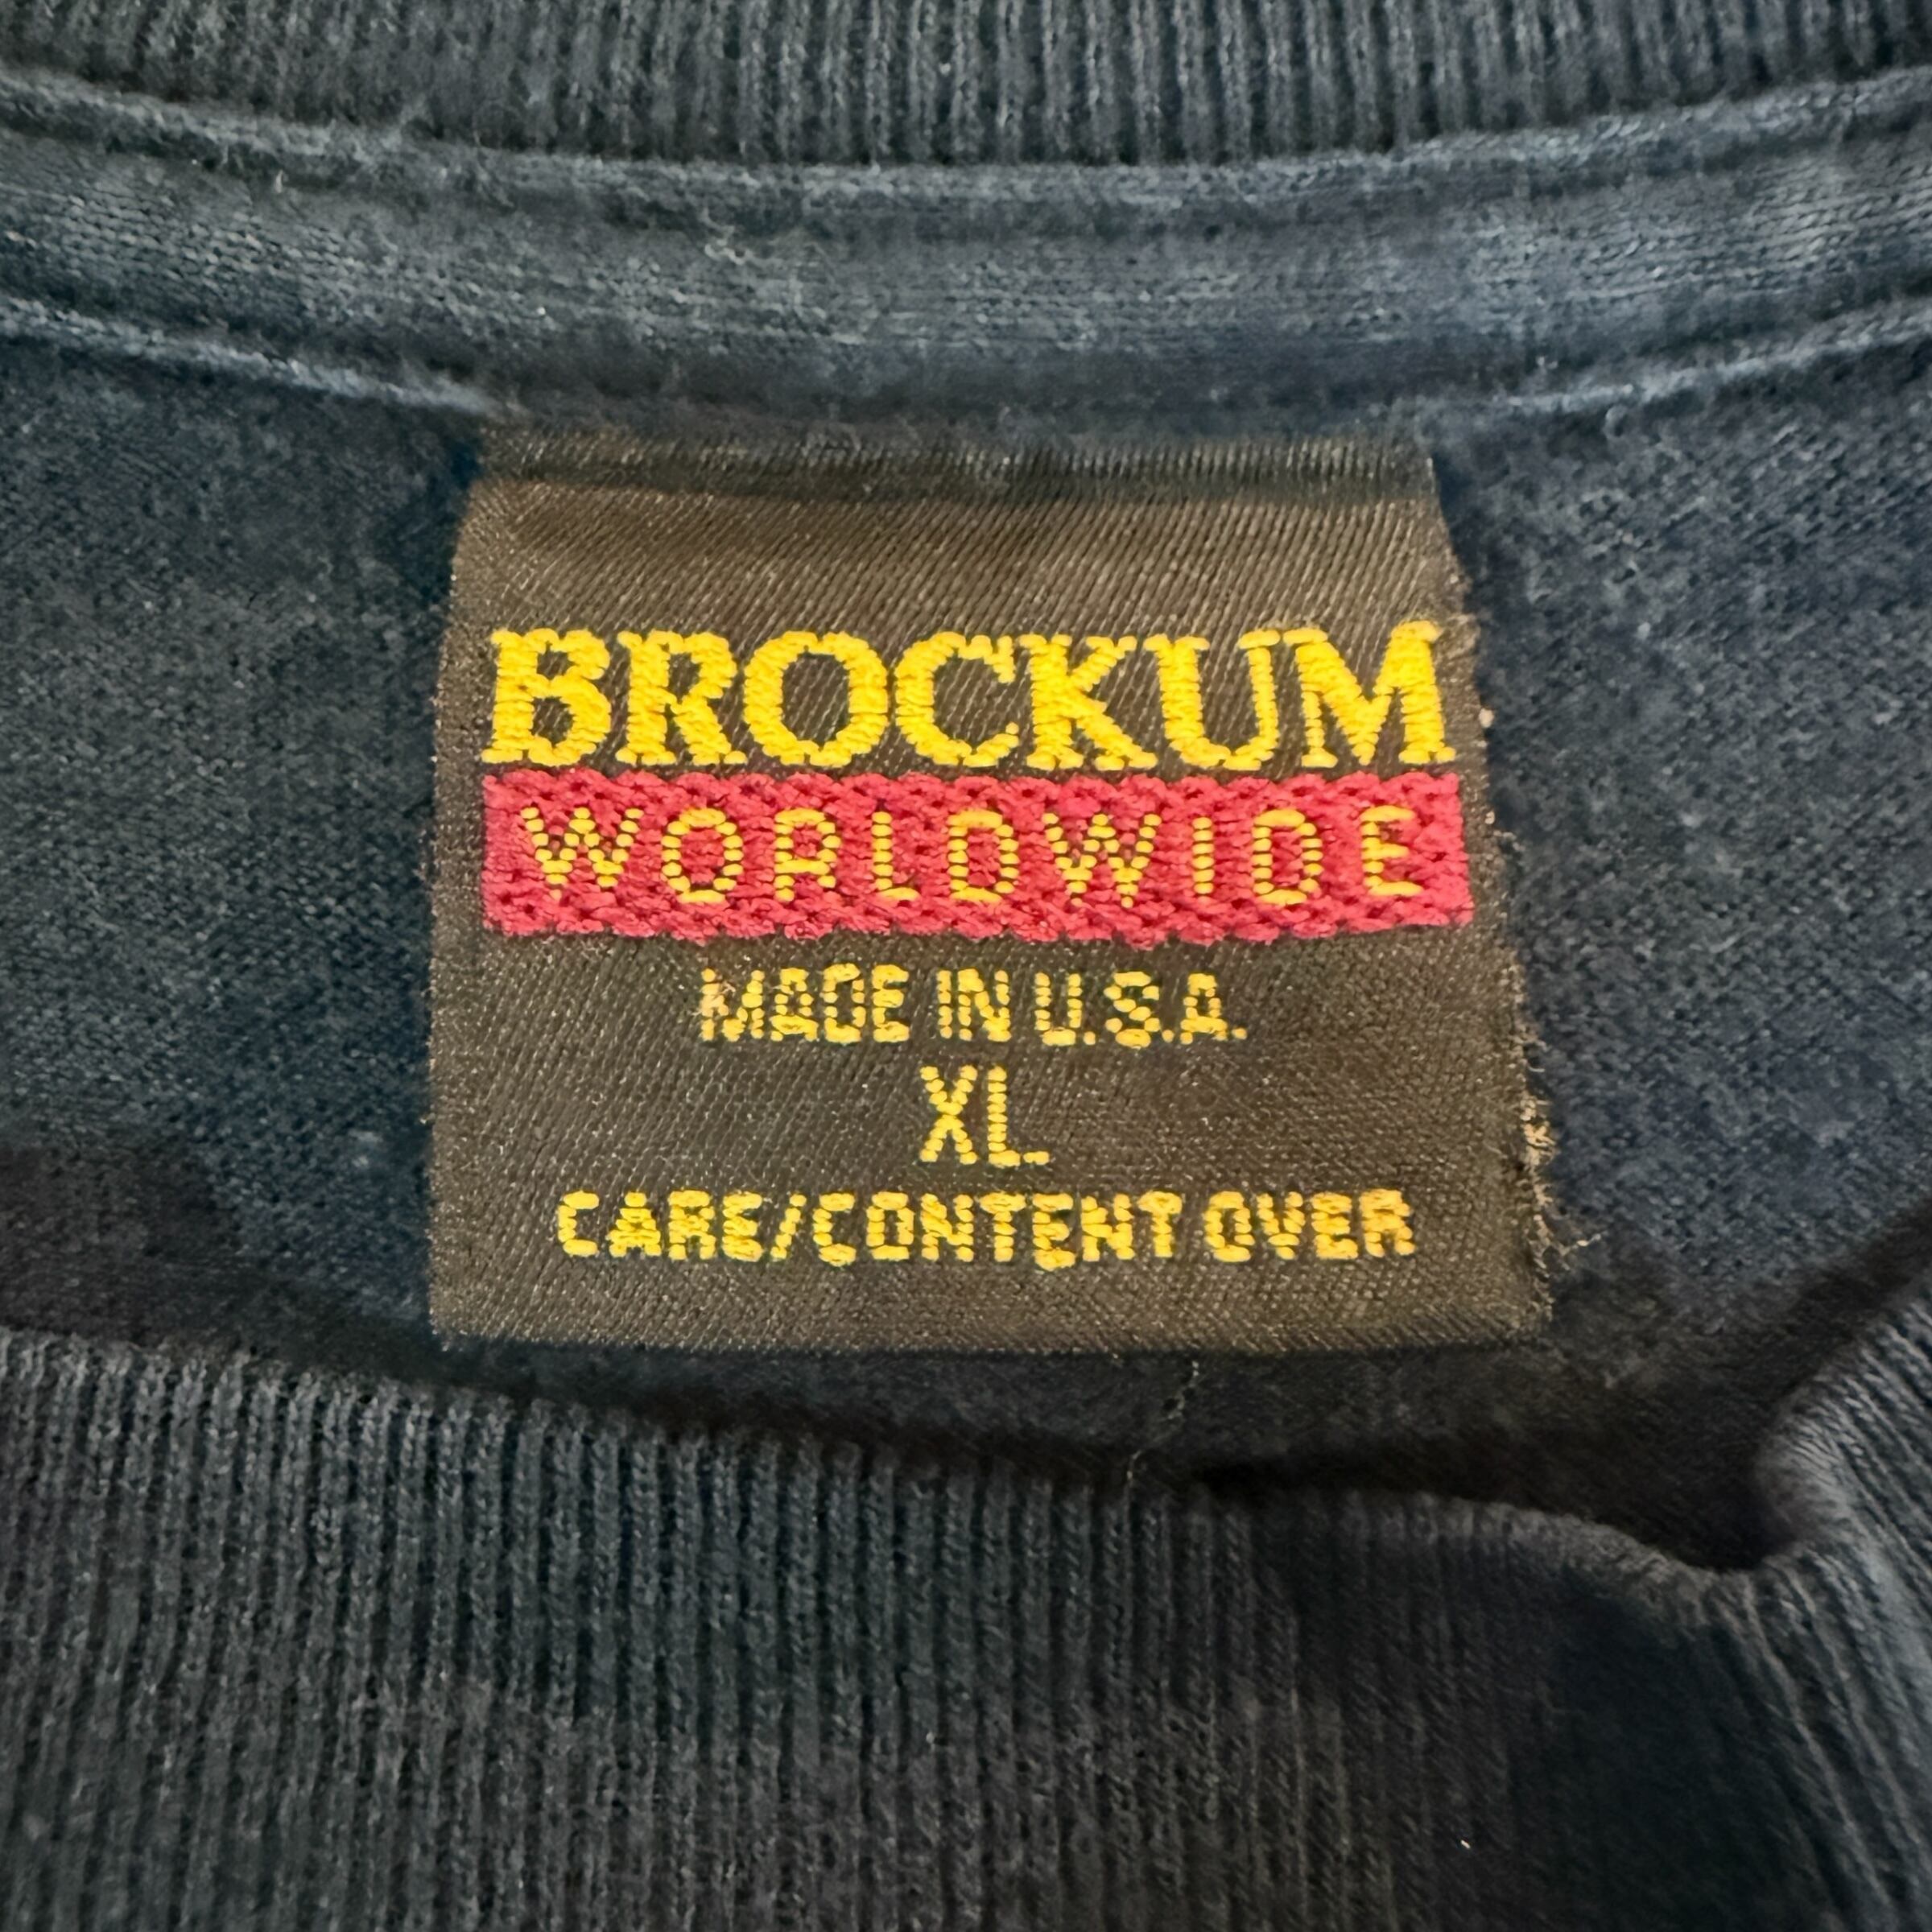 BROCKUM
WORLDWIDE
MADE IN U.S.A.
XL
CARE/CONTENT OVER